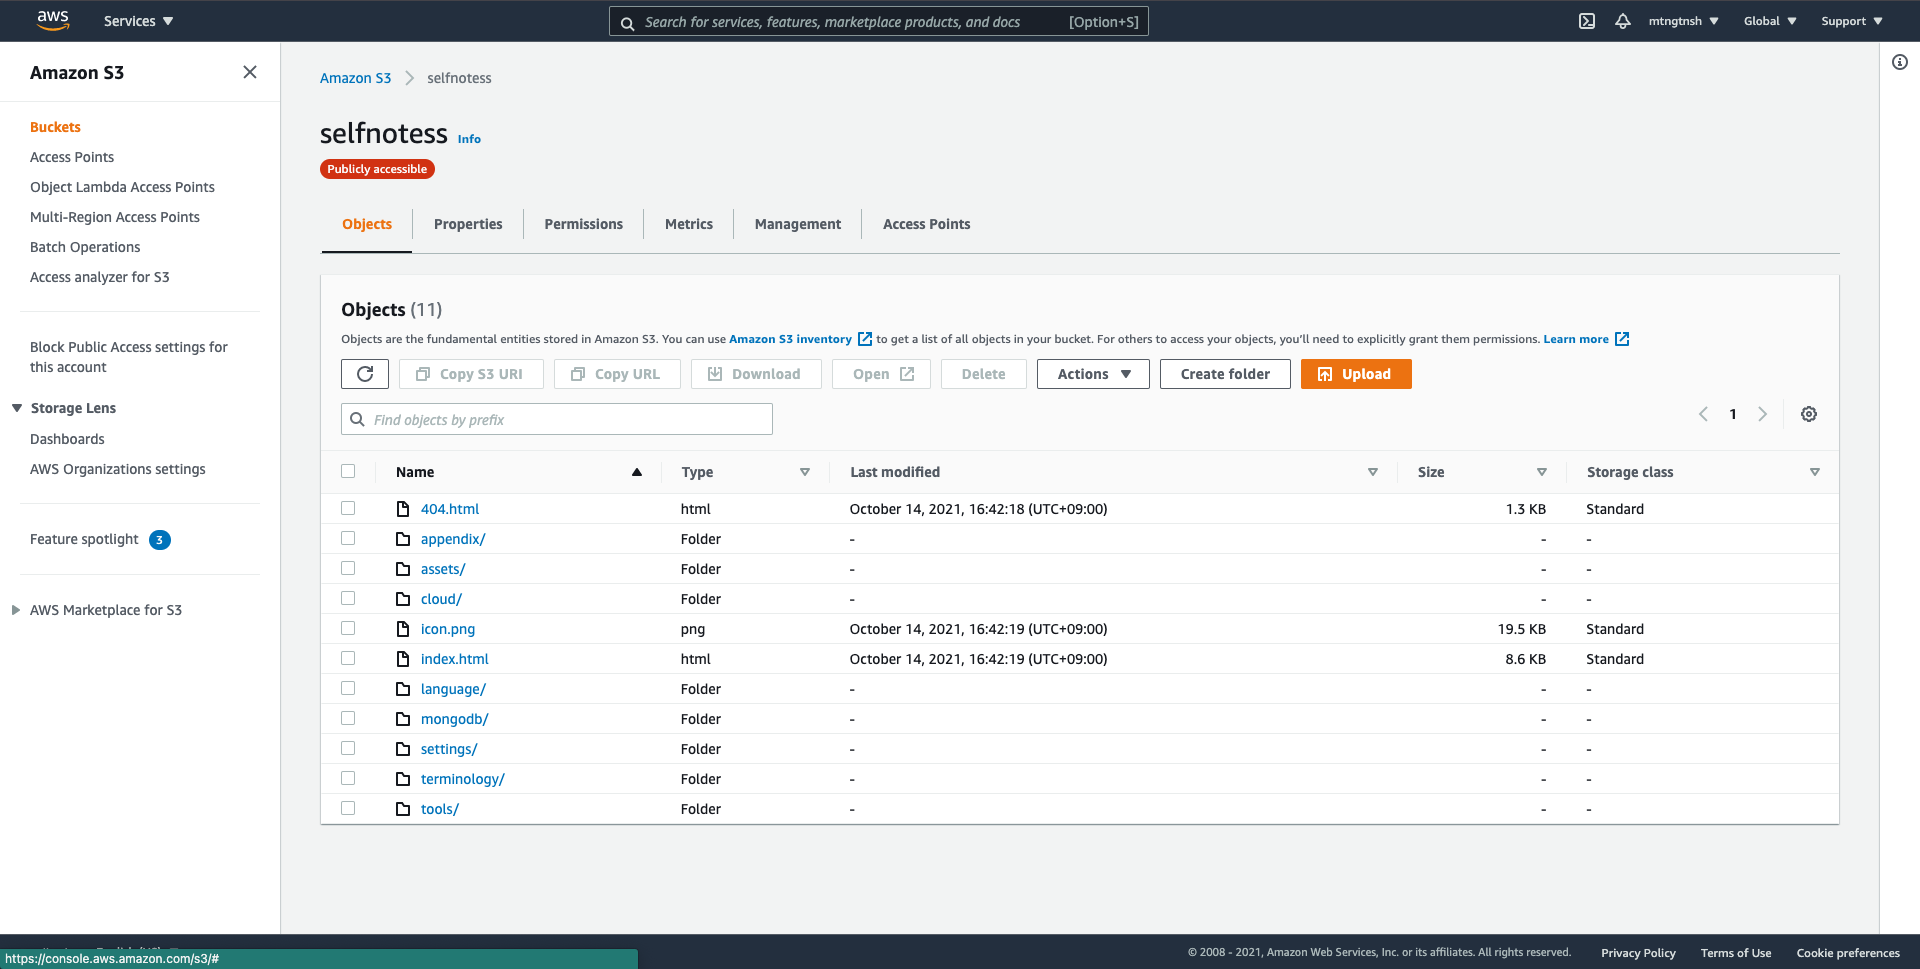 aws Services Search for services, features, marketplace products, and docs [Option+S] mtngtnsh Global Support
Amazon S3
Buckets
Access Points
Object Lambda Access Points
Multi-Region Access Points
Batch Operations
Access analyzer for S3
Block Public Access settings for
this account
Storage Lens
Dashboards
AWS Organizations settings
Feature spotlight 3
AWS Marketplace for S3
Amazon S3 selfnotess
selfnotess Info
Publicly accessible
Objects Properties Permissions Metrics Management Access Points
Objects (11)
Objects are the fundamental entities stored in Amazon S3. You can use Amazon S3 inventory to get a list of all objects in your bucket. For others to access your objects, you'll need to explicitly grant them permissions. Learn more
Copy S3 URI Copy URL Download Open Delete Actions Create folder Upload
Find objects by prefix 1
Name Type Last modified Size Storage class
404.html html October 14, 2021, 16:42:18 (UTC+09:00) 1.3 KB Standard
appendix/ Folder - - -
assets/ Folder - - -
cloud/ Folder - - -
icon.png png October 14, 2021, 16:42:19 (UTC+09:00) 19.5 KB Standard
index.html html October 14, 2021, 16:42:19 (UTC+09:00) 8.6 KB Standard
language/ Folder - - -
mongodb/ Folder - - -
settings/ Folder - - -
terminology/ Folder - - -
tools/ Folder - - -
© 2008 - 2021, Amazon Web Services, Inc. or its affiliates. All rights reserved. Privacy Policy Terms of Use Cookie preferences
https://console.aws.amazon.com/s3/#